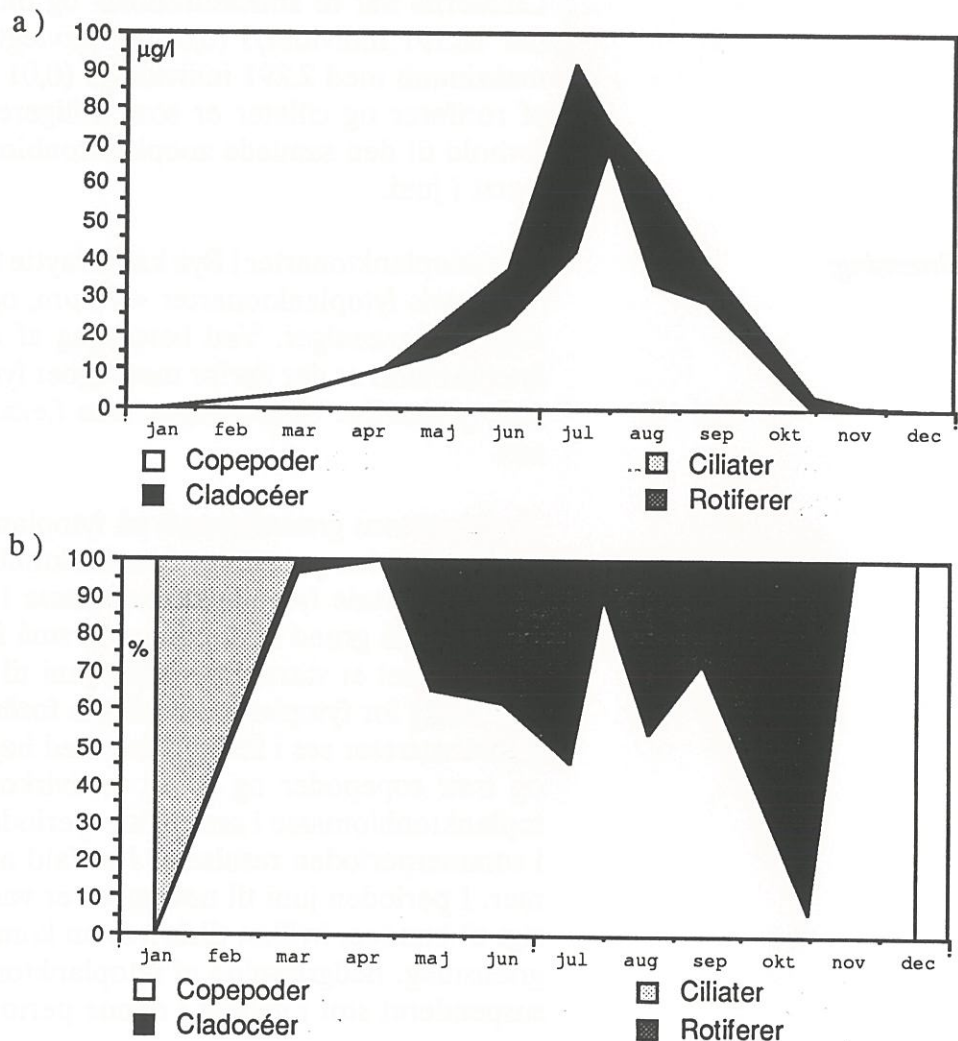 a)
µg/l
100
90
80
70
60
50
40
30
20
10
0
jan feb mar apr maj jun jul aug sep okt nov dec
Copepoder
Cladocéer
Ciliater
Rotiferer
b)
%
100
90
80
70
60
50
40
30
20
10
0
jan feb mar apr maj jun jul aug sep okt nov dec
Copepoder
Cladocéer
Ciliater
Rotiferer